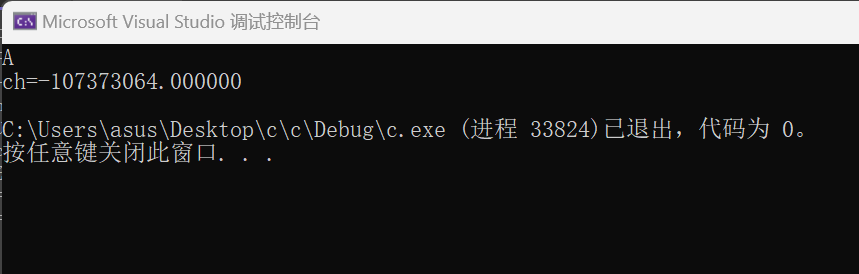 Microsoft Visual Studio 调试控制台
A
ch=-107373064.000000
C:\Users\asus\Desktop\c\c\Debug\c.exe (进程 33824)已退出，代码为 0。
按任意键关闭此窗口. . .